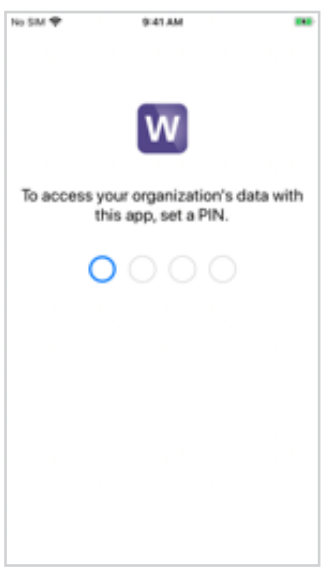 No SIM 9:41 AM
W
To access your organization's data with
this app, set a PIN.